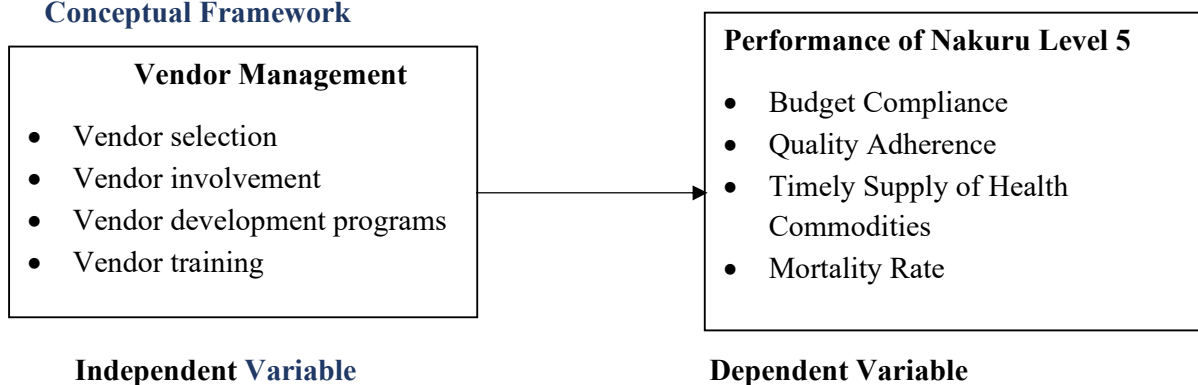 Conceptual Framework
Vendor Management
• Vendor selection
• Vendor involvement
• Vendor development programs
• Vendor training
Performance of Nakuru Level 5
• Budget Compliance
• Quality Adherence
• Timely Supply of Health
Commodities
• Mortality Rate
Independent Variable
Dependent Variable